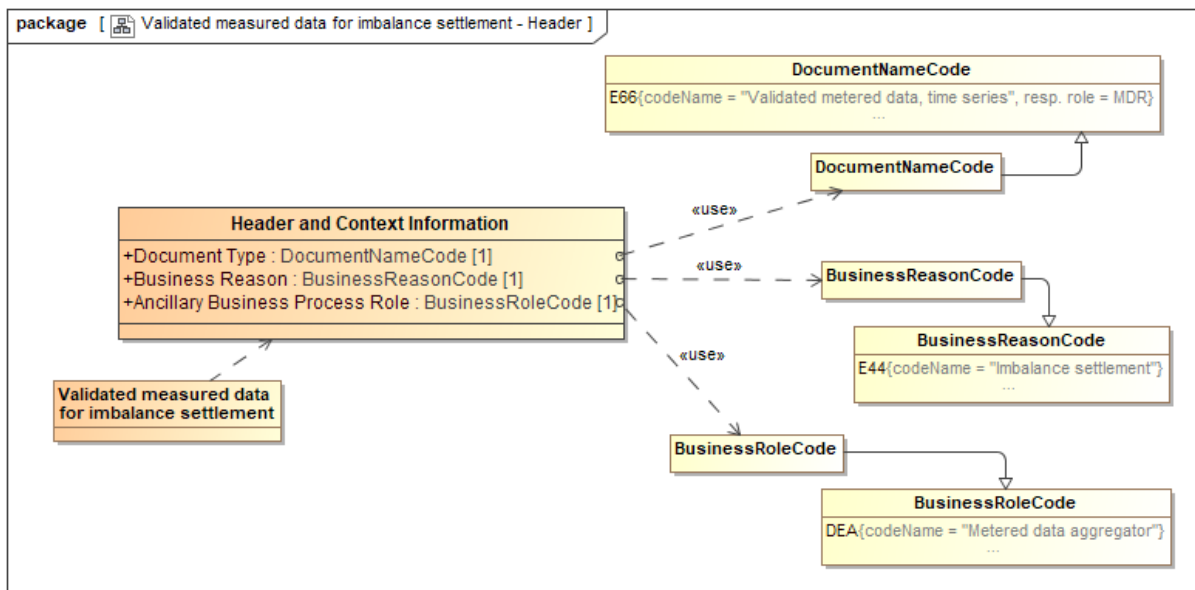 package [ Validated measured data for imbalance settlement - Header ]
DocumentNameCode
E66{codeName = "Validated metered data, time series", resp. role = MDR}
...
DocumentNameCode
«use»
Header and Context Information
+Document Type : DocumentNameCode [1]
+Business Reason : BusinessReasonCode [1]
+Ancillary Business Process Role : BusinessRoleCode [1]
«use»
BusinessReasonCode
BusinessReasonCode
E44{codeName = "Imbalance settlement"}
...
«use»
Validated measured data
for imbalance settlement
BusinessRoleCode
BusinessRoleCode
DEA{codeName = "Metered data aggregator"}
...